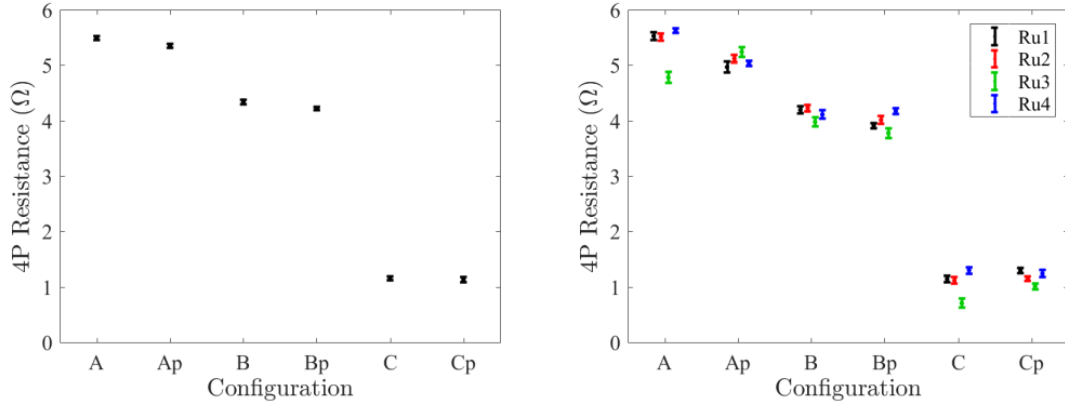 4P Resistance (Ω)
6
5
4
3
2
1
0
A Ap B Bp C Cp
Configuration
4P Resistance (Ω)
6
5
4
3
2
1
0
Ru1
Ru2
Ru3
Ru4
A Ap B Bp C Cp
Configuration